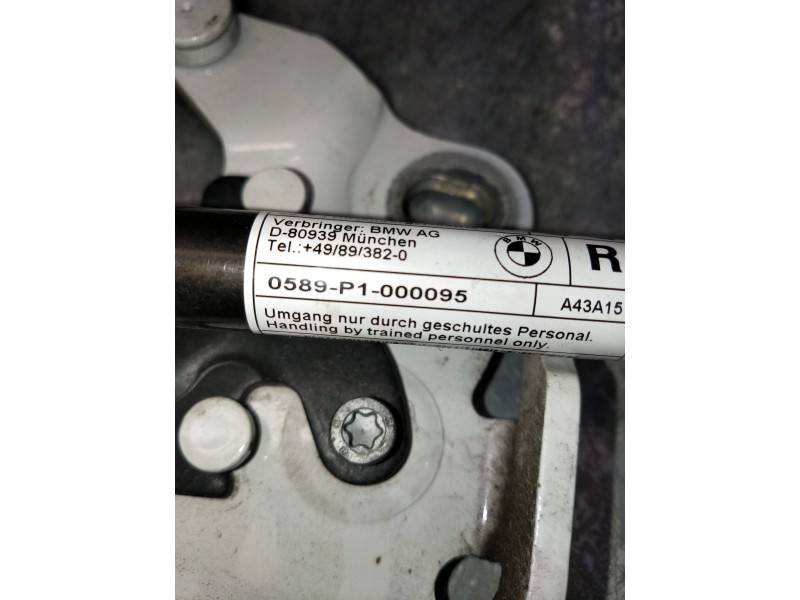 Verbringer: BMW AG
D-80939 München
Tel.:+49/89/382-0
BMW
R
0589-P1-000095
A43A15
Umgang nur durch geschultes Personal.
Handling by trained personnel only.